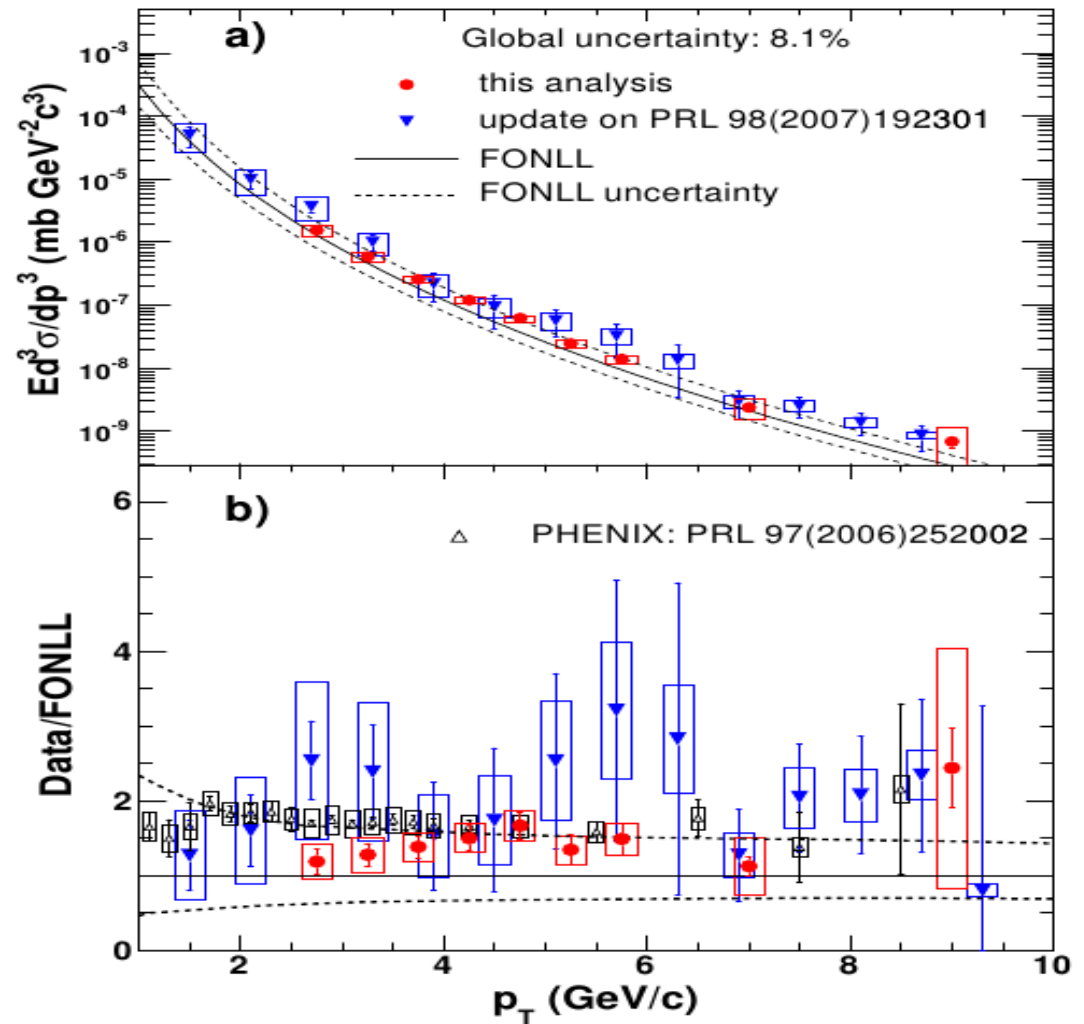 a)
Global uncertainty: 8.1%
this analysis
update on PRL 98(2007)192301
FONLL
FONLL uncertainty
Ed³σ/dp³ (mb GeV⁻²c³)
10⁻³
10⁻⁴
10⁻⁵
10⁻⁶
10⁻⁷
10⁻⁸
10⁻⁹
b)
PHENIX: PRL 97(2006)252002
Data/FONLL
6
4
2
0
2 4 6 8 10
p_T (GeV/c)